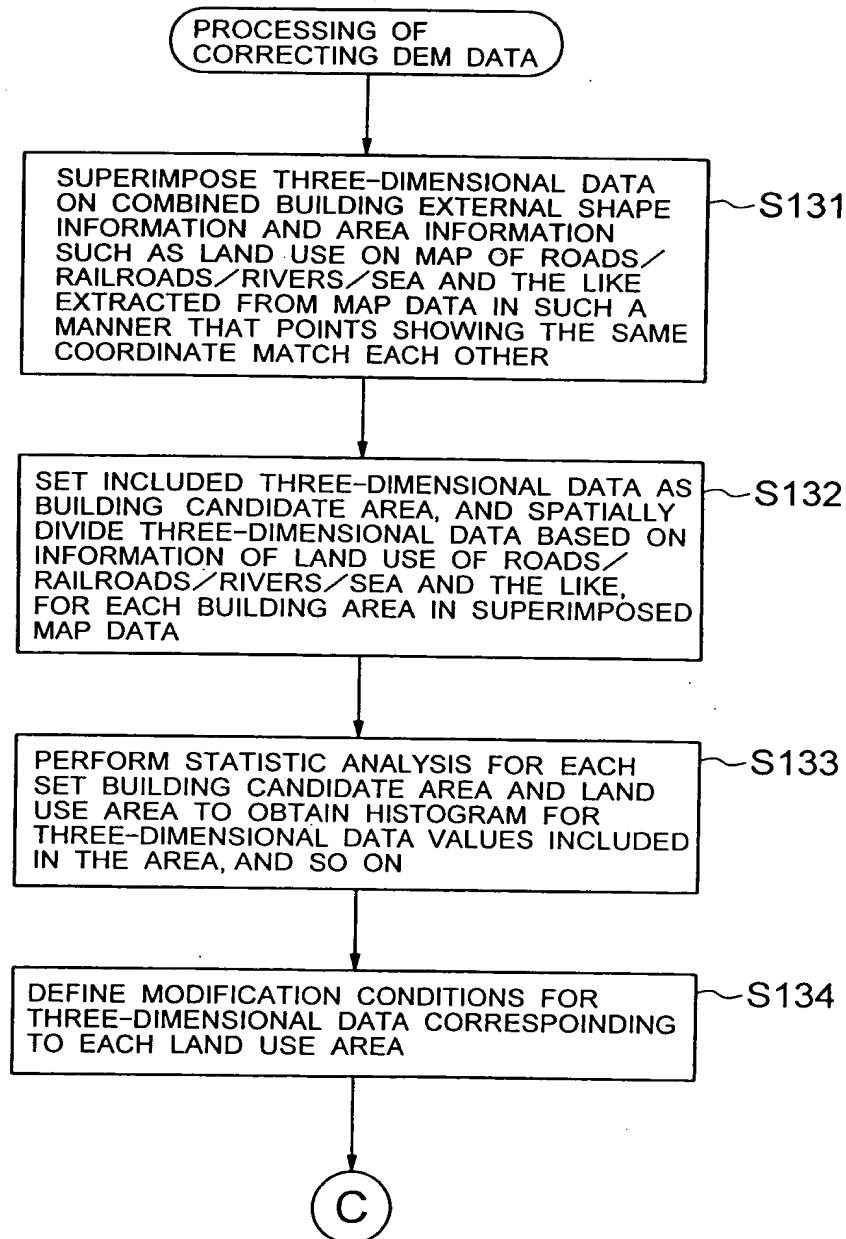 PROCESSING OF
CORRECTING DEM DATA
SUPERIMPOSE THREE-DIMENSIONAL DATA
ON COMBINED BUILDING EXTERNAL SHAPE
INFORMATION AND AREA INFORMATION
SUCH AS LAND USE ON MAP OF ROADS/
RAILROADS/RIVERS/SEA AND THE LIKE
EXTRACTED FROM MAP DATA IN SUCH A
MANNER THAT POINTS SHOWING THE SAME
COORDINATE MATCH EACH OTHER
S131
SET INCLUDED THREE-DIMENSIONAL DATA AS
BUILDING CANDIDATE AREA, AND SPATIALLY
DIVIDE THREE-DIMENSIONAL DATA BASED ON
INFORMATION OF LAND USE OF ROADS/
RAILROADS/RIVERS/SEA AND THE LIKE,
FOR EACH BUILDING AREA IN SUPERIMPOSED
MAP DATA
S132
PERFORM STATISTIC ANALYSIS FOR EACH
SET BUILDING CANDIDATE AREA AND LAND
USE AREA TO OBTAIN HISTOGRAM FOR
THREE-DIMENSIONAL DATA VALUES INCLUDED
IN THE AREA, AND SO ON
S133
DEFINE MODIFICATION CONDITIONS FOR
THREE-DIMENSIONAL DATA CORRESPOINDING
TO EACH LAND USE AREA
S134
C